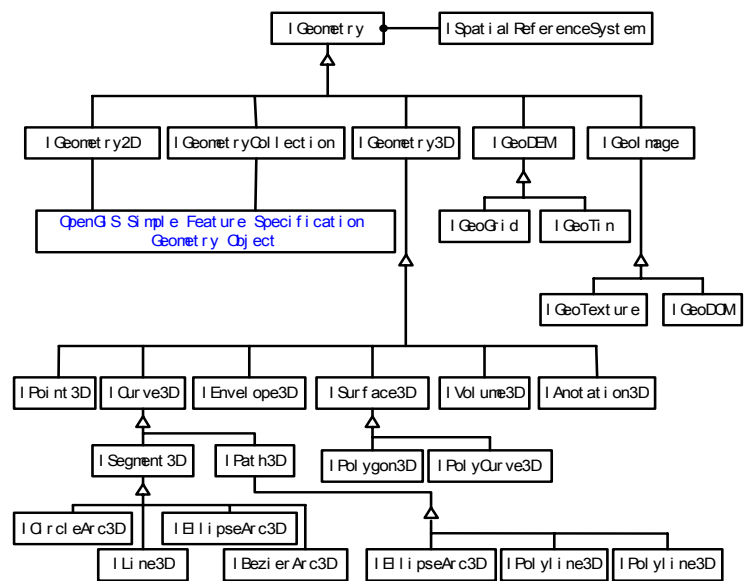 IGeometry
ISpatialReferenceSystem
IGeometry2D
IGeometryCollection
IGeometry3D
IGeoDEM
IGeoImage
OpenGIS Simple Feature Specification
Geometry Object
IGeoGrid
IGeoTin
IGeoTexture
IGeoDOM
IPoint3D
ICurve3D
IEnvelope3D
ISurface3D
IVolume3D
IAnotation3D
ISegment3D
IPath3D
IPolygon3D
IPolyCurve3D
ICircleArc3D
IEllipseArc3D
ILine3D
IBezierArc3D
IEllipseArc3D
IPolyline3D
IPolyline3D